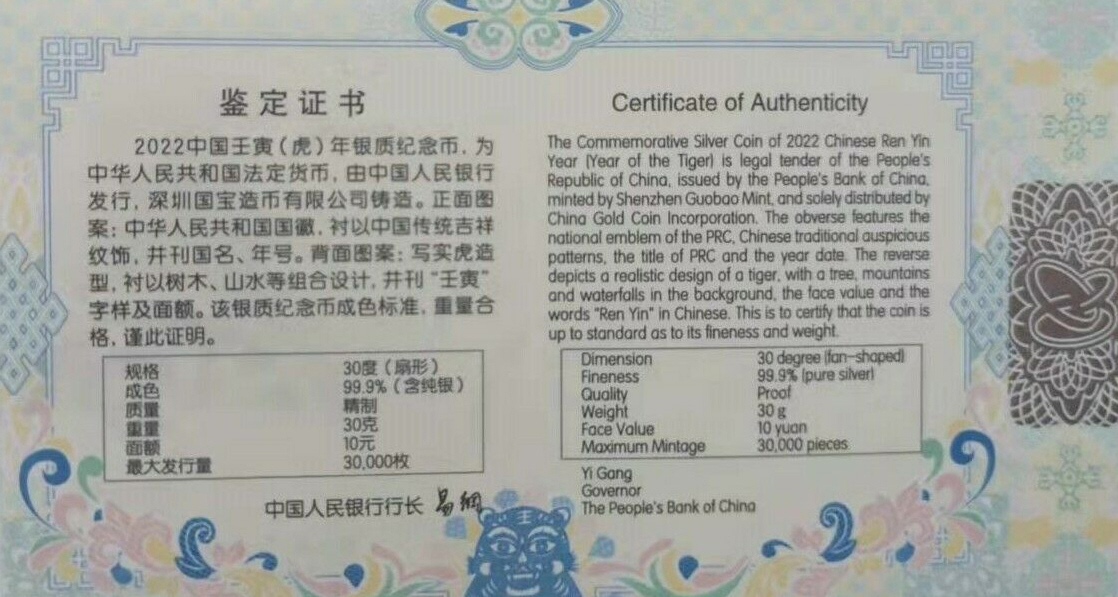 鉴定证书
2022中国壬寅（虎）年银质纪念币，为
中华人民共和国法定货币，由中国人民银行
发行，深圳国宝造币有限公司铸造。正面图
案：中华人民共和国国徽，衬以中国传统吉祥
纹饰，并刊国名、年号。背面图案：写实虎造
型，衬以树木、山水等组合设计，并刊“壬寅”
字样及面额。该银质纪念币成色标准，重量合
格，谨此证明。
规格 30度（扇形）
成色 99.9%（含纯银）
质量 精制
重量 30克
面额 10元
最大发行量 30,000枚
中国人民银行行长 易纲
Certificate of Authenticity
The Commemorative Silver Coin of 2022 Chinese Ren Yin
Year (Year of the Tiger) is legal tender of the People's
Republic of China, issued by the People's Bank of China,
minted by Shenzhen Guobao Mint, and solely distributed by
China Gold Coin Incorporation. The obverse features the
national emblem of the PRC, Chinese traditional auspicious
patterns, the title of PRC and the year date. The reverse
depicts a realistic design of a tiger, with a tree, mountains
and waterfalls in the background, the face value and the
words "Ren Yin" in Chinese. This is to certify that the coin is
up to standard as to its fineness and weight.
Dimension 30 degree (fan-shaped)
Fineness 99.9% (pure silver)
Quality Proof
Weight 30 g
Face Value 10 yuan
Maximum Mintage 30,000 pieces
Yi Gang
Governor
The People's Bank of China
王